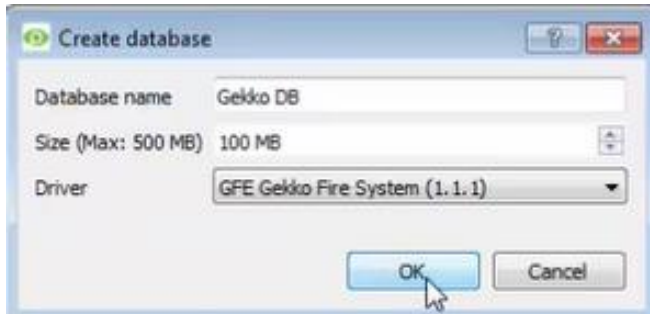 Create database
Database name Gekko DB
Size (Max: 500 MB) 100 MB
Driver GFE Gekko Fire System (1.1.1)
OK Cancel